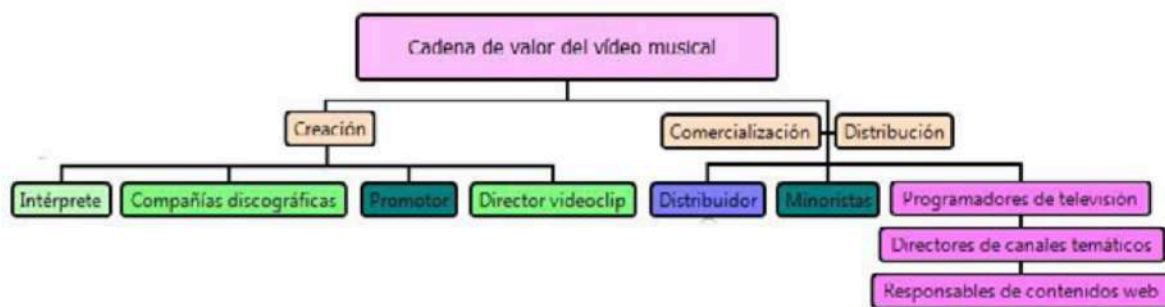 Cadena de valor del vídeo musical
Creación
Comercialización
Distribución
Intérprete
Compañías discográficas
Promotor
Director videoclip
Distribuidor
Minoristas
Programadores de televisión
Directores de canales temáticos
Responsables de contenidos web